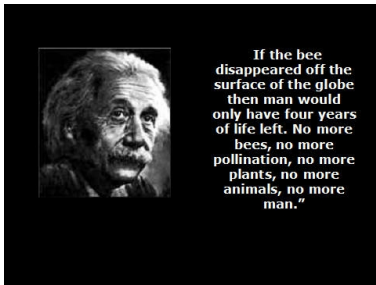 If the bee
disappeared off the
surface of the globe
then man would
only have four years
of life left. No more
bees, no more
pollination, no more
plants, no more
animals, no more
man.”